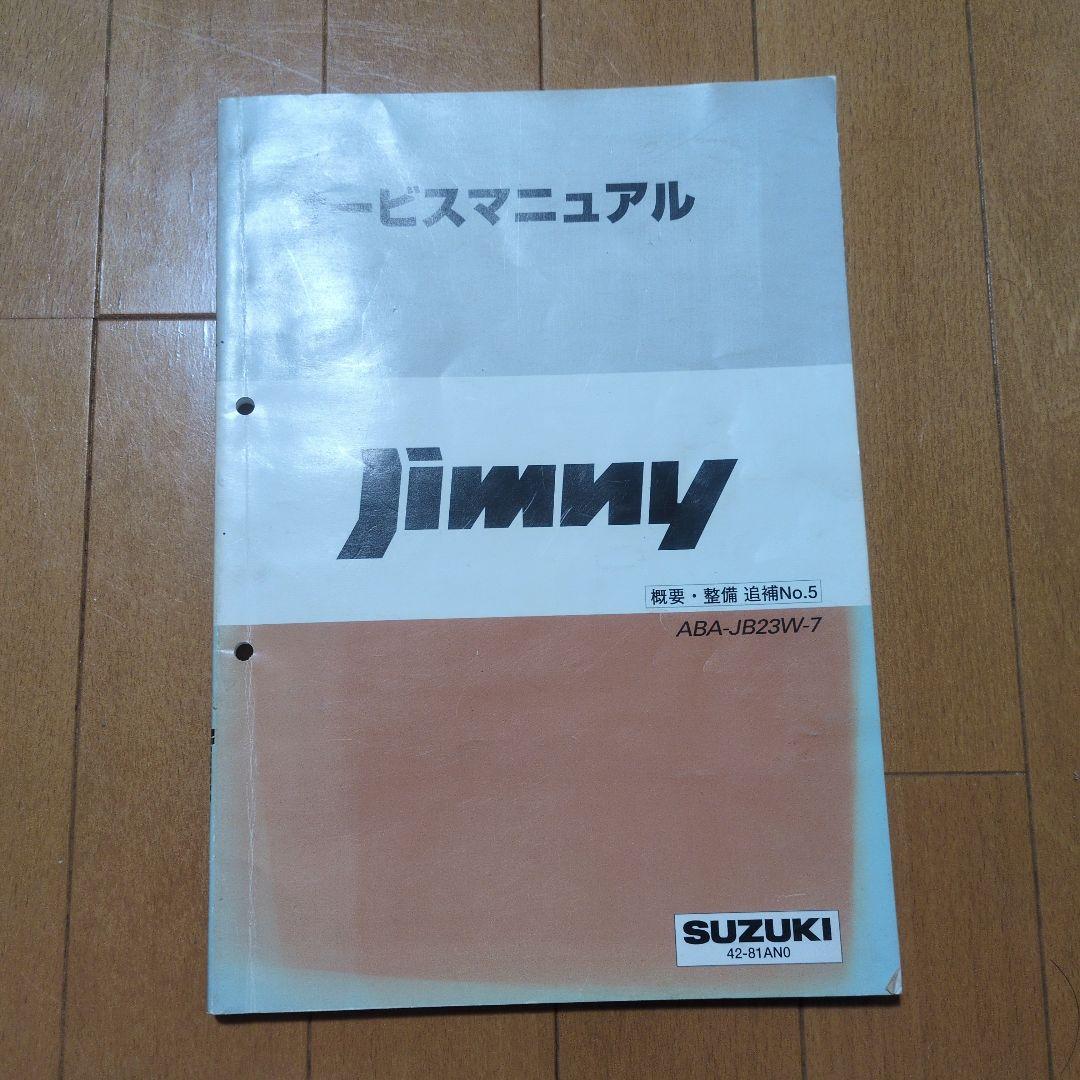 ービスマニュアル
Jimny
概要・整備 追補No.5
ABA-JB23W-7
SUZUKI
42-81AN0